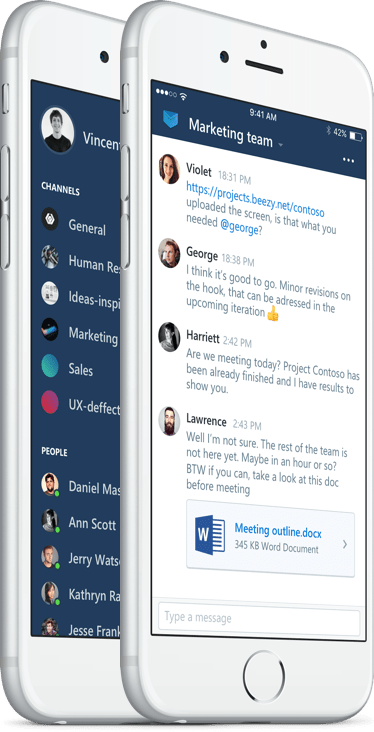 Vincen
CHANNELS
General
Human Res
Ideas-inspi
Marketing
Sales
UX-deffect
PEOPLE
Daniel Mas
Ann Scott
Jerry Watso
Kathryn Ra
Jesse Frank
9:41 AM
42%
Marketing team
Violet 18:31 PM
https://projects.beezy.net/contoso
uploaded the screen, is that what you
needed @george?
George 18:38 PM
I think it's good to go. Minor revisions on
the hook, that can be adressed in the
upcoming iteration 👍
Harriett 2:42 PM
Are we meeting today? Project Contoso has
been already finished and I have results to
show you.
Lawrence 2:43 PM
Well I'm not sure. The rest of the team is
not here yet. Maybe in an hour or so?
BTW if you can, take a look at this doc
before meeting
W
Meeting outline.docx
345 KB Word Document
Type a message